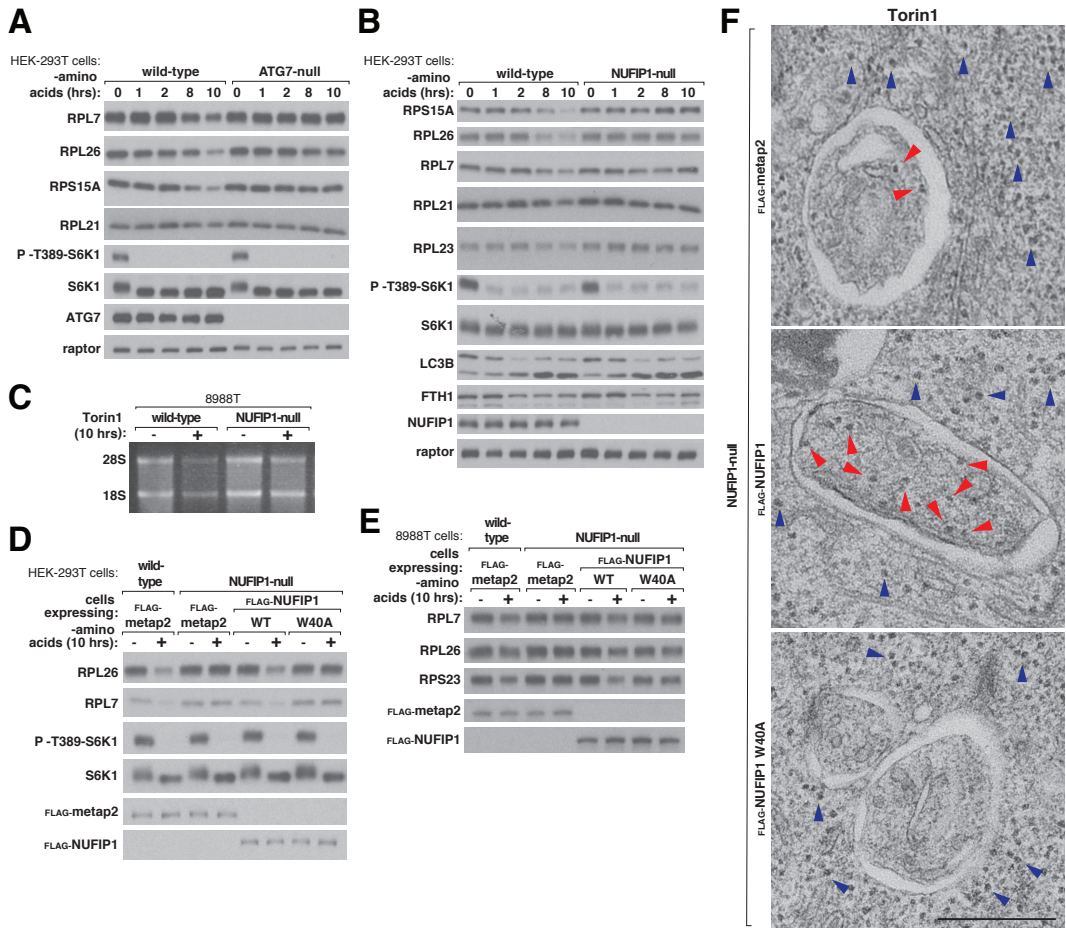 A
HEK-293T cells:
wild-type ATG7-null
-amino
acids (hrs): 0 1 2 8 10 0 1 2 8 10
RPL7
RPL26
RPS15A
RPL21
P -T389-S6K1
S6K1
ATG7
raptor
B
HEK-293T cells:
wild-type NUFIP1-null
-amino
acids (hrs): 0 1 2 8 10 0 1 2 8 10
RPS15A
RPL26
RPL7
RPL21
RPL23
P -T389-S6K1
S6K1
LC3B
FTH1
NUFIP1
raptor
C
8988T
Torin1 wild-type NUFIP1-null
(10 hrs): - + - +
28S
18S
D
HEK-293T cells:
wild-
type
NUFIP1-null
cells
expressing:
FLAG-
metap2
FLAG-
metap2
FLAG-NUFIP1
WT W40A
-amino
acids (10 hrs): - + - + - + - +
RPL26
RPL7
P -T389-S6K1
S6K1
FLAG-metap2
FLAG-NUFIP1
E
8988T cells:
wild-
type
NUFIP1-null
cells
expressing:
FLAG-
metap2
FLAG-
metap2
FLAG-NUFIP1
WT W40A
-amino
acids (10 hrs): - + - + - + - +
RPL7
RPL26
RPS23
FLAG-metap2
FLAG-NUFIP1
F
Torin1
NUFIP1-null
FLAG-metap2
FLAG-NUFIP1
FLAG-NUFIP1 W40A